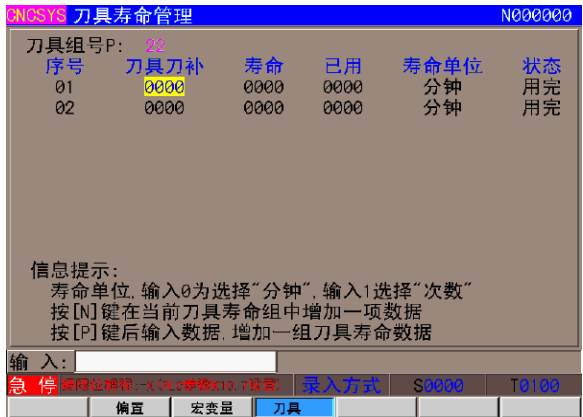 CNCSYS 刀具寿命管理 N000000
刀具组号P: 22
序号 刀具刀补 寿命 已用 寿命单位 状态
01 0000 0000 0000 分钟 用完
02 0000 0000 0000 分钟 用完
信息提示:
寿命单位,输入0为选择"分钟",输入1选择"次数"
按[N]键在当前刀具寿命组中增加一项数据
按[P]键后输入数据,增加一组刀具寿命数据
输 入:
急 停 录入方式 S0000 T0100
偏置 宏变量 刀具